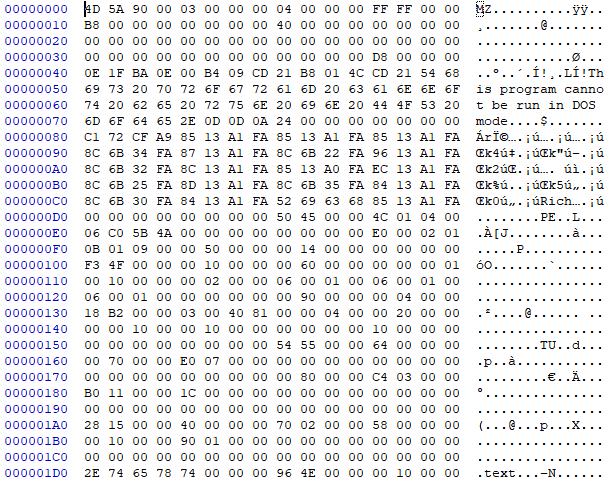 00000000 4D 5A 90 00 03 00 00 00 04 00 00 00 FF FF 00 00 MZ..........ÿÿ..
00000010 B8 00 00 00 00 00 00 00 40 00 00 00 00 00 00 00 ¸.......@.......
00000020 00 00 00 00 00 00 00 00 00 00 00 00 00 00 00 00 ................
00000030 00 00 00 00 00 00 00 00 00 00 00 00 D8 00 00 00 ............Ø...
00000040 0E 1F BA 0E 00 B4 09 CD 21 B8 01 4C CD 21 54 68 ..º..´.Í!¸.LÍ!Th
00000050 69 73 20 70 72 6F 67 72 61 6D 20 63 61 6E 6E 6F is program canno
00000060 74 20 62 65 20 72 75 6E 20 69 6E 20 44 4F 53 20 t be run in DOS
00000070 6D 6F 64 65 2E 0D 0D 0A 24 00 00 00 00 00 00 00 mode....$.......
00000080 C1 72 CF A9 85 13 A1 FA 85 13 A1 FA 85 13 A1 FA ÁrÏ©….¡ú….¡ú….¡ú
00000090 8C 6B 34 FA 87 13 A1 FA 8C 6B 22 FA 96 13 A1 FA Œk4ú‡.¡úŒk"ú–.¡ú
000000A0 8C 6B 32 FA 8C 13 A1 FA 85 13 A0 FA EC 13 A1 FA Œk2úŒ.¡ú…. úì.¡ú
000000B0 8C 6B 25 FA 8D 13 A1 FA 8C 6B 35 FA 84 13 A1 FA Œk%ú..¡úŒk5ú„.¡ú
000000C0 8C 6B 30 FA 84 13 A1 FA 52 69 63 68 85 13 A1 FA Œk0ú„.¡úRich….¡ú
000000D0 00 00 00 00 00 00 00 00 50 45 00 00 4C 01 04 00 ........PE..L...
000000E0 06 C0 5B 4A 00 00 00 00 00 00 00 00 E0 00 02 01 .À[J........à...
000000F0 0B 01 09 00 00 50 00 00 00 14 00 00 00 00 00 00 .....P..........
00000100 F3 4F 00 00 00 10 00 00 00 60 00 00 00 00 00 01 óO.......`......
00000110 00 10 00 00 00 02 00 00 06 00 01 00 06 00 01 00 ................
00000120 06 00 01 00 00 00 00 00 00 90 00 00 00 04 00 00 ................
00000130 18 B2 00 00 03 00 40 81 00 00 04 00 00 20 00 00 .²....@...... ..
00000140 00 00 10 00 00 10 00 00 00 00 00 00 10 00 00 00 ................
00000150 00 00 00 00 00 00 00 00 54 55 00 00 64 00 00 00 ........TU..d...
00000160 00 70 00 00 E0 07 00 00 00 00 00 00 00 00 00 00 .p..à...........
00000170 00 00 00 00 00 00 00 00 00 80 00 00 C4 03 00 00 .........€..Ä...
00000180 B0 11 00 00 1C 00 00 00 00 00 00 00 00 00 00 00 °...............
00000190 00 00 00 00 00 00 00 00 00 00 00 00 00 00 00 00 ................
000001A0 28 15 00 00 40 00 00 00 70 02 00 00 58 00 00 00 (...@...p...X...
000001B0 00 10 00 00 90 01 00 00 00 00 00 00 00 00 00 00 ................
000001C0 00 00 00 00 00 00 00 00 00 00 00 00 00 00 00 00 ................
000001D0 2E 74 65 78 74 00 00 00 96 4E 00 00 00 10 00 00 .text...–N......